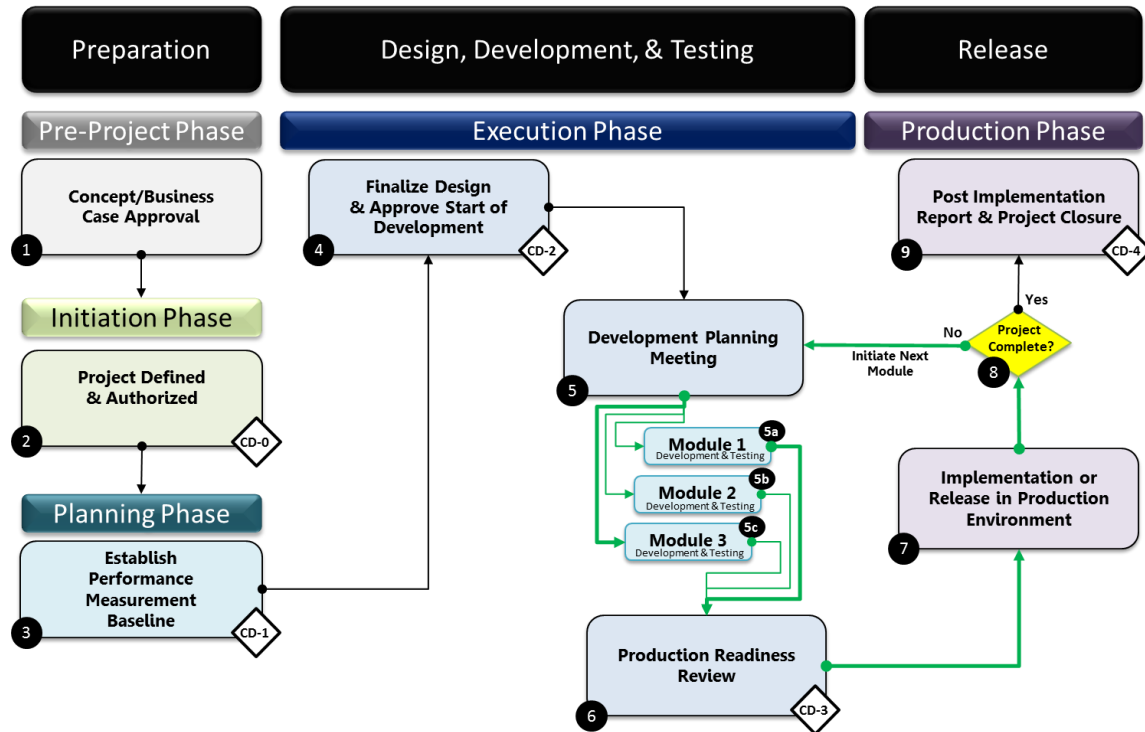 Preparation
Design, Development, & Testing
Release
Pre-Project Phase
Execution Phase
Production Phase
Concept/Business
Case Approval
1
Initiation Phase
Project Defined
& Authorized
2
CD-0
Planning Phase
Establish
Performance
Measurement
Baseline
3
CD-1
Finalize Design
& Approve Start of
Development
4
CD-2
Development Planning
Meeting
5
Module 1
Development & Testing
5a
Module 2
Development & Testing
5b
Module 3
Development & Testing
5c
Production Readiness
Review
6
CD-3
Implementation or
Release in Production
Environment
7
Project
Complete?
8
No
Initiate Next
Module
Yes
Post Implementation
Report & Project Closure
9
CD-4